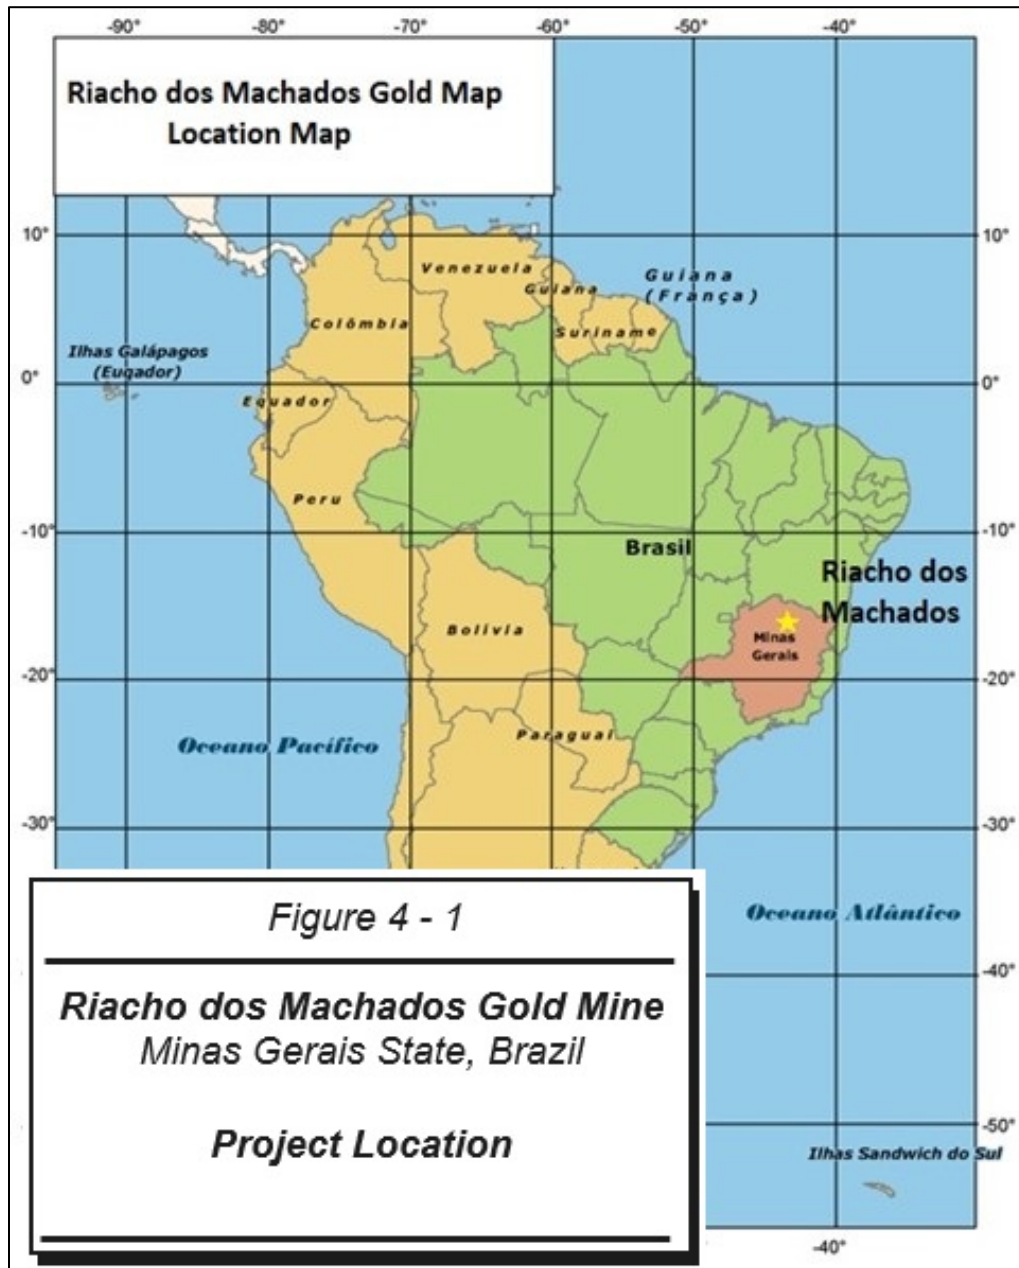 -90° -80° -70° -60° -50° -40°
Riacho dos Machados Gold Map
Location Map
10° 10°
Venezuela
Guiana
Guiana
(França)
Colômbia
Suriname
Ilhas Galápagos
(Euqador)
0° 0°
Equador
Peru
-10° -10°
Brasil
Riacho dos
Machados
Bolívia
Minas
Gerais
-20° -20°
Paraguai
Oceano Pacífico
-30° -30°
Figure 4 - 1
Oceano Atlântico
-40°
Riacho dos Machados Gold Mine
Minas Gerais State, Brazil
-50°
Project Location
Ilhas Sandwich do Sul
-40°